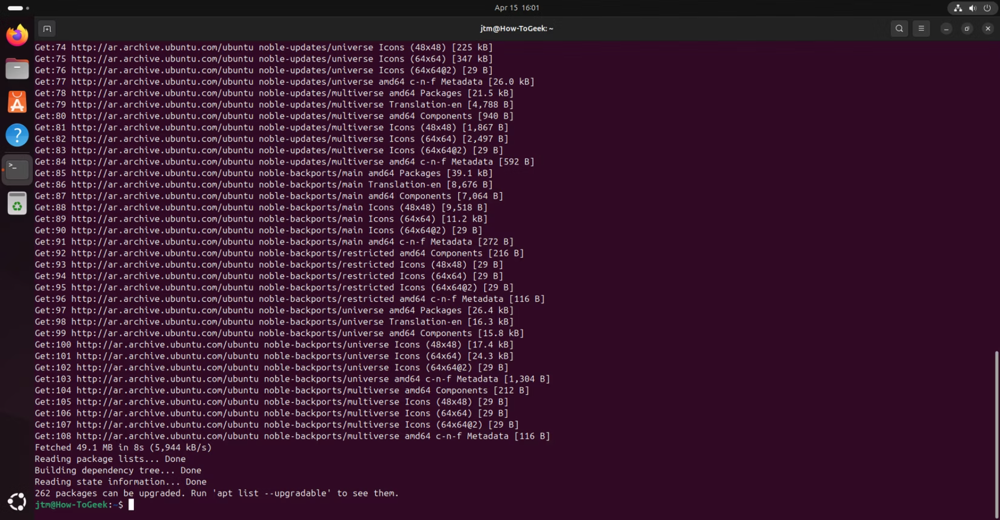 Apr 15 16:01
jtm@How-ToGeek: ~
Get:74 http://ar.archive.ubuntu.com/ubuntu noble-updates/universe Icons (48x48) [225 kB]
Get:75 http://ar.archive.ubuntu.com/ubuntu noble-updates/universe Icons (64x64) [347 kB]
Get:76 http://ar.archive.ubuntu.com/ubuntu noble-updates/universe Icons (64x64@2) [29 B]
Get:77 http://ar.archive.ubuntu.com/ubuntu noble-updates/universe amd64 c-n-f Metadata [26.0 kB]
Get:78 http://ar.archive.ubuntu.com/ubuntu noble-updates/multiverse amd64 Packages [21.5 kB]
Get:79 http://ar.archive.ubuntu.com/ubuntu noble-updates/multiverse Translation-en [4,788 B]
Get:80 http://ar.archive.ubuntu.com/ubuntu noble-updates/multiverse amd64 Components [940 B]
Get:81 http://ar.archive.ubuntu.com/ubuntu noble-updates/multiverse Icons (48x48) [1,867 B]
Get:82 http://ar.archive.ubuntu.com/ubuntu noble-updates/multiverse Icons (64x64) [2,497 B]
Get:83 http://ar.archive.ubuntu.com/ubuntu noble-updates/multiverse Icons (64x64@2) [29 B]
Get:84 http://ar.archive.ubuntu.com/ubuntu noble-updates/multiverse amd64 c-n-f Metadata [592 B]
Get:85 http://ar.archive.ubuntu.com/ubuntu noble-backports/main amd64 Packages [39.1 kB]
Get:86 http://ar.archive.ubuntu.com/ubuntu noble-backports/main Translation-en [8,676 B]
Get:87 http://ar.archive.ubuntu.com/ubuntu noble-backports/main amd64 Components [7,064 B]
Get:88 http://ar.archive.ubuntu.com/ubuntu noble-backports/main Icons (48x48) [9,518 B]
Get:89 http://ar.archive.ubuntu.com/ubuntu noble-backports/main Icons (64x64) [11.2 kB]
Get:90 http://ar.archive.ubuntu.com/ubuntu noble-backports/main Icons (64x64@2) [29 B]
Get:91 http://ar.archive.ubuntu.com/ubuntu noble-backports/main amd64 c-n-f Metadata [272 B]
Get:92 http://ar.archive.ubuntu.com/ubuntu noble-backports/restricted amd64 Components [216 B]
Get:93 http://ar.archive.ubuntu.com/ubuntu noble-backports/restricted Icons (48x48) [29 B]
Get:94 http://ar.archive.ubuntu.com/ubuntu noble-backports/restricted Icons (64x64) [29 B]
Get:95 http://ar.archive.ubuntu.com/ubuntu noble-backports/restricted Icons (64x64@2) [29 B]
Get:96 http://ar.archive.ubuntu.com/ubuntu noble-backports/restricted amd64 c-n-f Metadata [116 B]
Get:97 http://ar.archive.ubuntu.com/ubuntu noble-backports/universe amd64 Packages [26.4 kB]
Get:98 http://ar.archive.ubuntu.com/ubuntu noble-backports/universe Translation-en [16.3 kB]
Get:99 http://ar.archive.ubuntu.com/ubuntu noble-backports/universe amd64 Components [15.8 kB]
Get:100 http://ar.archive.ubuntu.com/ubuntu noble-backports/universe Icons (48x48) [17.4 kB]
Get:101 http://ar.archive.ubuntu.com/ubuntu noble-backports/universe Icons (64x64) [24.3 kB]
Get:102 http://ar.archive.ubuntu.com/ubuntu noble-backports/universe Icons (64x64@2) [29 B]
Get:103 http://ar.archive.ubuntu.com/ubuntu noble-backports/universe amd64 c-n-f Metadata [1,304 B]
Get:104 http://ar.archive.ubuntu.com/ubuntu noble-backports/multiverse amd64 Components [212 B]
Get:105 http://ar.archive.ubuntu.com/ubuntu noble-backports/multiverse Icons (48x48) [29 B]
Get:106 http://ar.archive.ubuntu.com/ubuntu noble-backports/multiverse Icons (64x64) [29 B]
Get:107 http://ar.archive.ubuntu.com/ubuntu noble-backports/multiverse Icons (64x64@2) [29 B]
Get:108 http://ar.archive.ubuntu.com/ubuntu noble-backports/multiverse amd64 c-n-f Metadata [116 B]
Fetched 49.1 MB in 8s (5,944 kB/s)
Reading package lists... Done
Building dependency tree... Done
Reading state information... Done
262 packages can be upgraded. Run 'apt list --upgradable' to see them.
jtm@How-ToGeek:~$